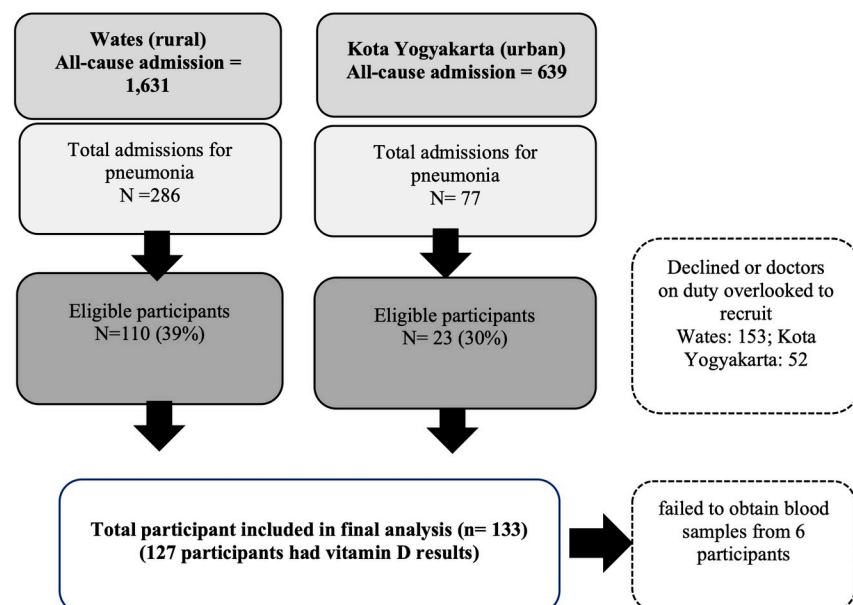 Wates (rural)
All-cause admission =
1,631
Kota Yogyakarta (urban)
All-cause admission = 639
Total admissions for
pneumonia
N =286
Total admissions for
pneumonia
N= 77
Eligible participants
N=110 (39%)
Eligible participants
N= 23 (30%)
Declined or doctors
on duty overlooked to
recruit
Wates: 153; Kota
Yogyakarta: 52
Total participant included in final analysis (n= 133)
(127 participants had vitamin D results)
failed to obtain blood
samples from 6
participants